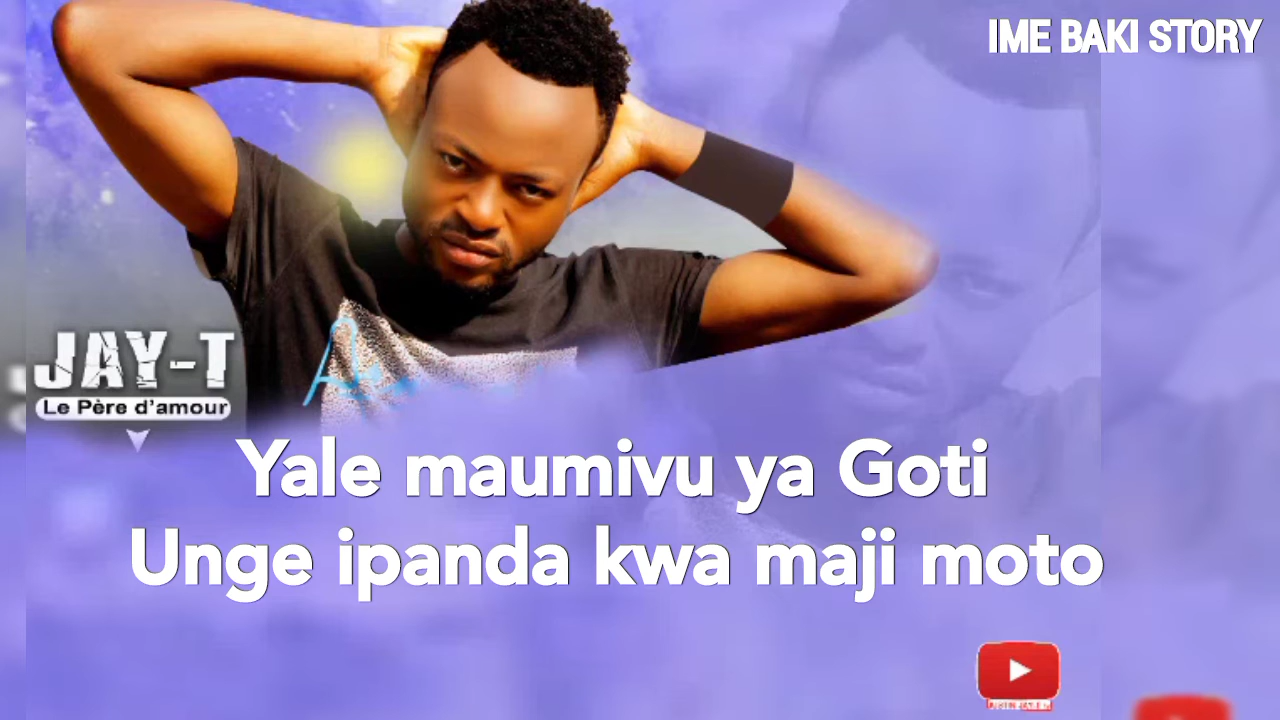 IME BAKI STORY
JAY-T
Le Père d'amour
Yale maumivu ya Goti
Unge ipanda kwa maji moto